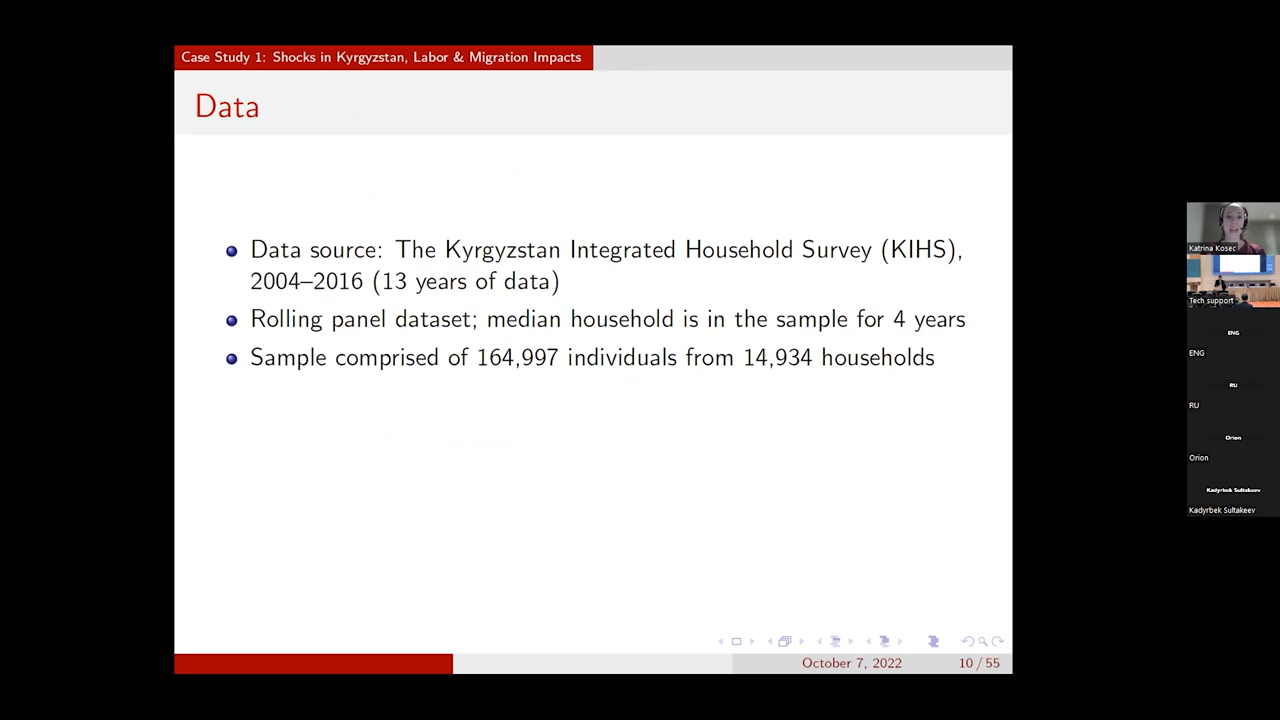 Case Study 1: Shocks in Kyrgyzstan, Labor & Migration Impacts
Data
Data source: The Kyrgyzstan Integrated Household Survey (KIHS),
2004–2016 (13 years of data)
Rolling panel dataset; median household is in the sample for 4 years
Sample comprised of 164,997 individuals from 14,934 households
October 7, 2022
10 / 55
Katrina Kosec
Tech support
ENG
ENG
RU
RU
Orion
Orion
Kadyrbek Sultakeev
Kadyrbek Sultakeev